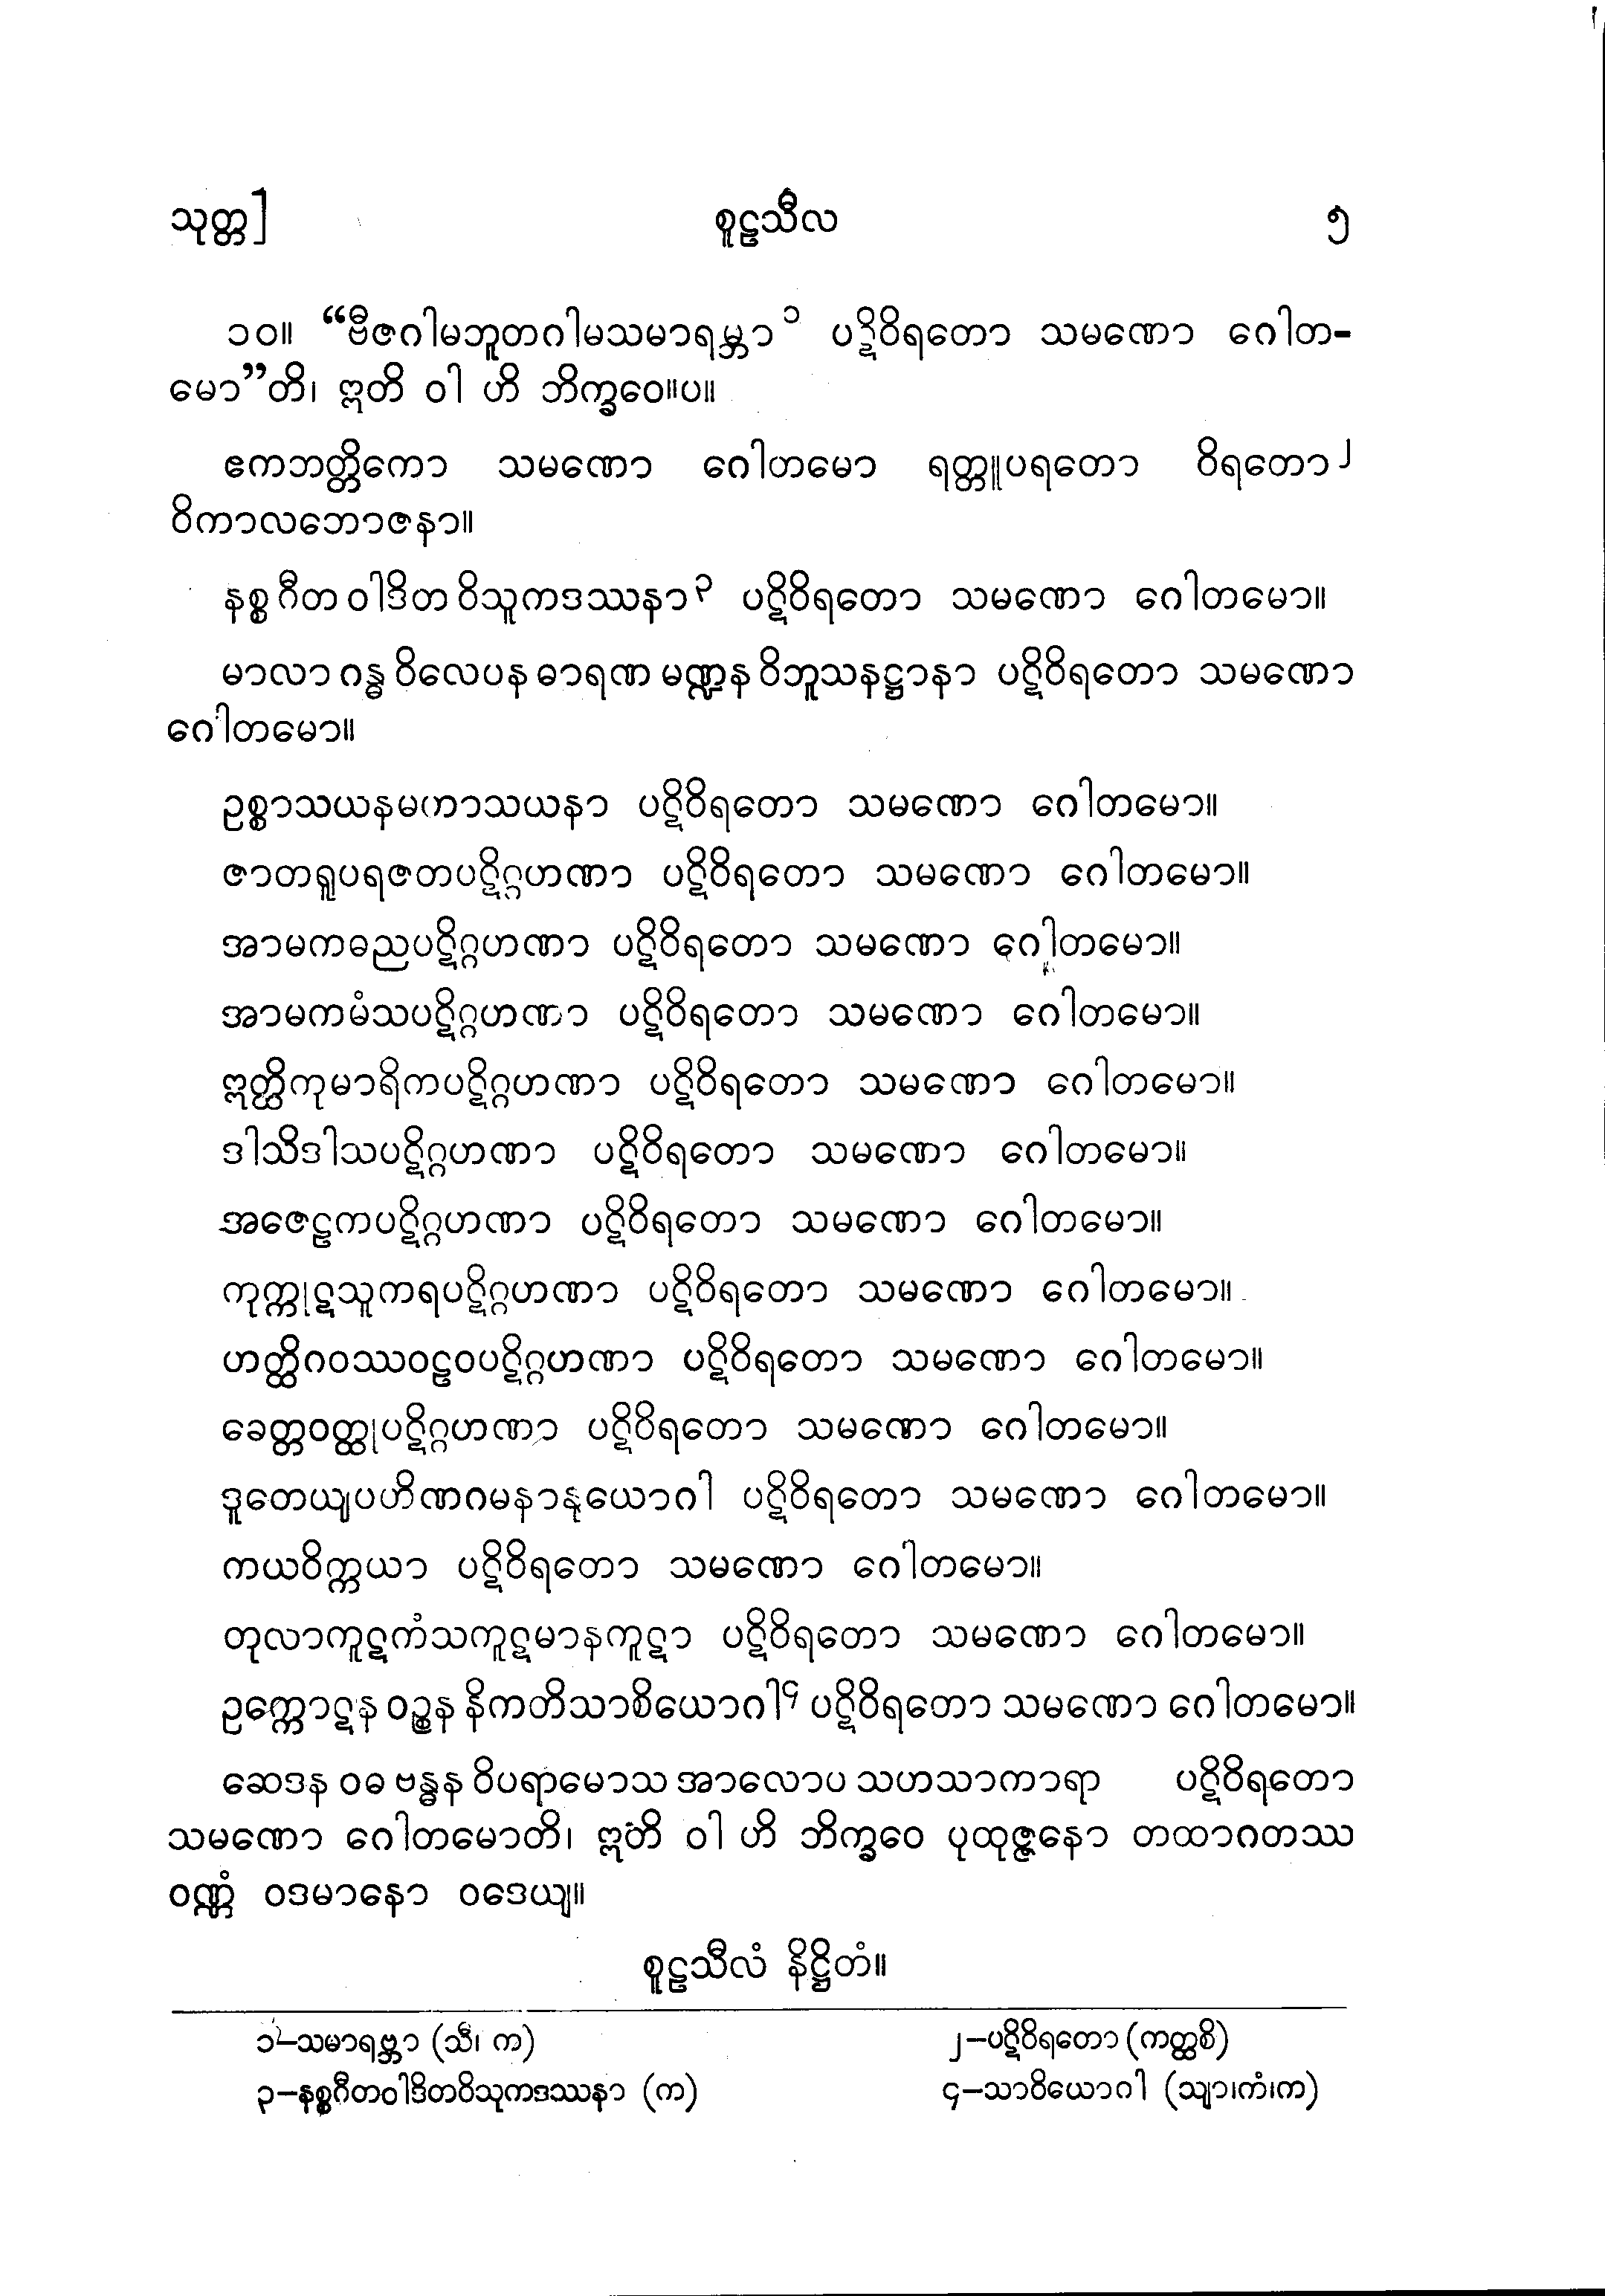 သုတ္တ] စူဠသီလ ၅
၁၀။ “ဗီဇဂါမဘူတဂါမသမာရမ္ဘာ၁ ပဋိဝိရတော သမဏော ဂေါတ-
မော”တိ၊ ဣတိ ဝါ ဟိ ဘိက္ခဝေ။ပ။
ဧကဘတ္တိကော သမဏော ဂေါတမော ရတ္တူပရတော ဝိရတော၂
ဝိကာလဘောဇနာ။
နစ္စ ဂီတ ဝါဒိတ ဝိသူကဒဿနာ၃ ပဋိဝိရတော သမဏော ဂေါတမော။
မာလာ ဂန္ဓ ဝိလေပန ဓာရဏ မဏ္ဍန ဝိဘူသနဋ္ဌာနာ ပဋိဝိရတော သမဏော
ဂေါတမော။
ဥစ္စာသယနမဟာသယနာ ပဋိဝိရတော သမဏော ဂေါတမော။
ဇာတရူပရဇတပဋိဂ္ဂဟဏာ ပဋိဝိရတော သမဏော ဂေါတမော။
အာမကဓညပဋိဂ္ဂဟဏာ ပဋိဝိရတော သမဏော ဂေါတမော။
အာမကမံသပဋိဂ္ဂဟဏာ ပဋိဝိရတော သမဏော ဂေါတမော။
ဣတ္ထိကုမာရိကပဋိဂ္ဂဟဏာ ပဋိဝိရတော သမဏော ဂေါတမော။
ဒါသိဒါသပဋိဂ္ဂဟဏာ ပဋိဝိရတော သမဏော ဂေါတမော။
အဇေဠကပဋိဂ္ဂဟဏာ ပဋိဝိရတော သမဏော ဂေါတမော။
ကုက္ကုဋသူကရပဋိဂ္ဂဟဏာ ပဋိဝိရတော သမဏော ဂေါတမော။
ဟတ္ထိဂဝဿဝဠဝပဋိဂ္ဂဟဏာ ပဋိဝိရတော သမဏော ဂေါတမော။
ခေတ္တဝတ္ထုပဋိဂ္ဂဟဏာ ပဋိဝိရတော သမဏော ဂေါတမော။
ဒူတေယျပဟိဏဂမနာနုယောဂါ ပဋိဝိရတော သမဏော ဂေါတမော။
ကယဝိက္ကယာ ပဋိဝိရတော သမဏော ဂေါတမော။
တုလာကူဋကံသကူဋမာနကူဋာ ပဋိဝိရတော သမဏော ဂေါတမော။
ဥက္ကောဋန ဝဉ္စန နိကတိသာစိယောဂါ၄ ပဋိဝိရတော သမဏော ဂေါတမော။
ဆေဒန ဝဓ ဗန္ဓန ဝိပရာမောသ အာလောပ သဟသာကာရာ ပဋိဝိရတော
သမဏော ဂေါတမောတိ၊ ဣတိ ဝါ ဟိ ဘိက္ခဝေ ပုထုဇ္ဇနော တထာဂတဿ
ဝဏ္ဏံ ဝဒမာနော ဝဒေယျ။
စူဠသီလံ နိဋ္ဌိတံ။
၁−သမာရဗ္ဘာ (သီ၊ က) ၂−ပဋိဝိရတော (ကတ္ထစိ)
၃−နစ္စဂီတဝါဒိတဝိသုကဒဿနာ (က) ၄−သာဝိယောဂါ (သျာ၊ကံ၊က)